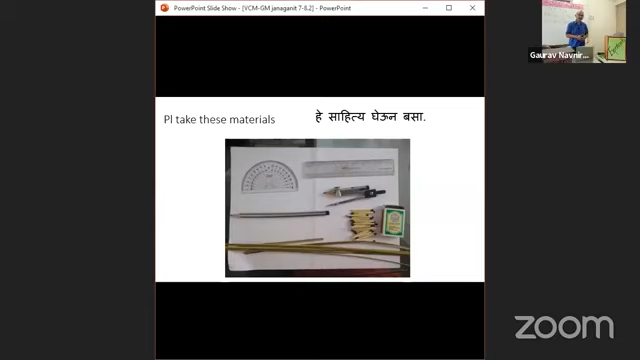 PowerPoint Slide Show - [VCM-GM janaganit 7-8.2] - PowerPoint
Gaurav Navnir...
Pl take these materials
हे साहित्य घेऊन बसा.
zoom